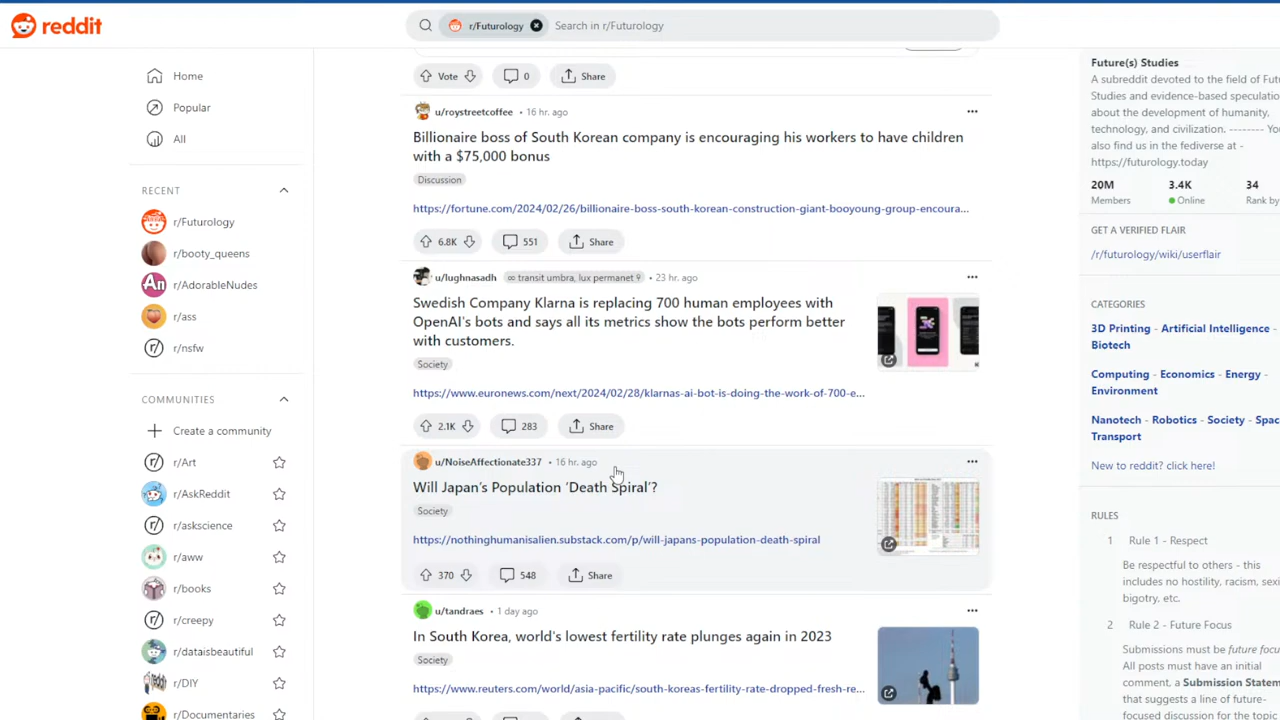 reddit
r/Futurology
Search in r/Futurology
Home
Popular
All
RECENT
r/Futurology
r/booty_queens
An
r/AdorableNudes
r/ass
r/
r/nsfw
COMMUNITIES
Create a community
r/
r/Art
r/AskReddit
r/
r/askscience
r/aww
r/books
r/
r/creepy
r/dataisbeautiful
r/DIY
r/Documentaries
Vote
0
Share
u/roystreetcoffee • 16 hr. ago
Billionaire boss of South Korean company is encouraging his workers to have children
with a $75,000 bonus
Discussion
https://fortune.com/2024/02/26/billionaire-boss-south-korean-construction-giant-booyoung-group-encoura...
6.8K
551
Share
u/lughnasadh ∞ transit umbra, lux permanet ☥ • 23 hr. ago
Swedish Company Klarna is replacing 700 human employees with
OpenAI's bots and says all its metrics show the bots perform better
with customers.
Society
https://www.euronews.com/next/2024/02/28/klarnas-ai-bot-is-doing-the-work-of-700-e...
2.1K
283
Share
u/NoiseAffectionate337 • 16 hr. ago
Will Japan's Population 'Death Spiral'?
Society
https://nothinghumanisalien.substack.com/p/will-japans-population-death-spiral
370
548
Share
u/tandraes • 1 day ago
In South Korea, world's lowest fertility rate plunges again in 2023
Society
https://www.reuters.com/world/asia-pacific/south-koreas-fertility-rate-dropped-fresh-re...
Future(s) Studies
A subreddit devoted to the field of Futu
Studies and evidence-based speculatio
about the development of humanity,
technology, and civilization. -------- You
also find us in the fediverse at -
https://futurology.today
20M
3.4K
34
Members
Online
Rank by
GET A VERIFIED FLAIR
/r/futurology/wiki/userflair
CATEGORIES
3D Printing - Artificial Intelligence -
Biotech
Computing - Economics - Energy -
Environment
Nanotech - Robotics - Society - Spac
Transport
New to reddit? click here!
RULES
1 Rule 1 - Respect
Be respectful to others - this
includes no hostility, racism, sexi
bigotry, etc.
2 Rule 2 - Future Focus
Submissions must be future focu
All posts must have an initial
comment, a Submission Statem
that suggests a line of future-
focused discussion for the topic